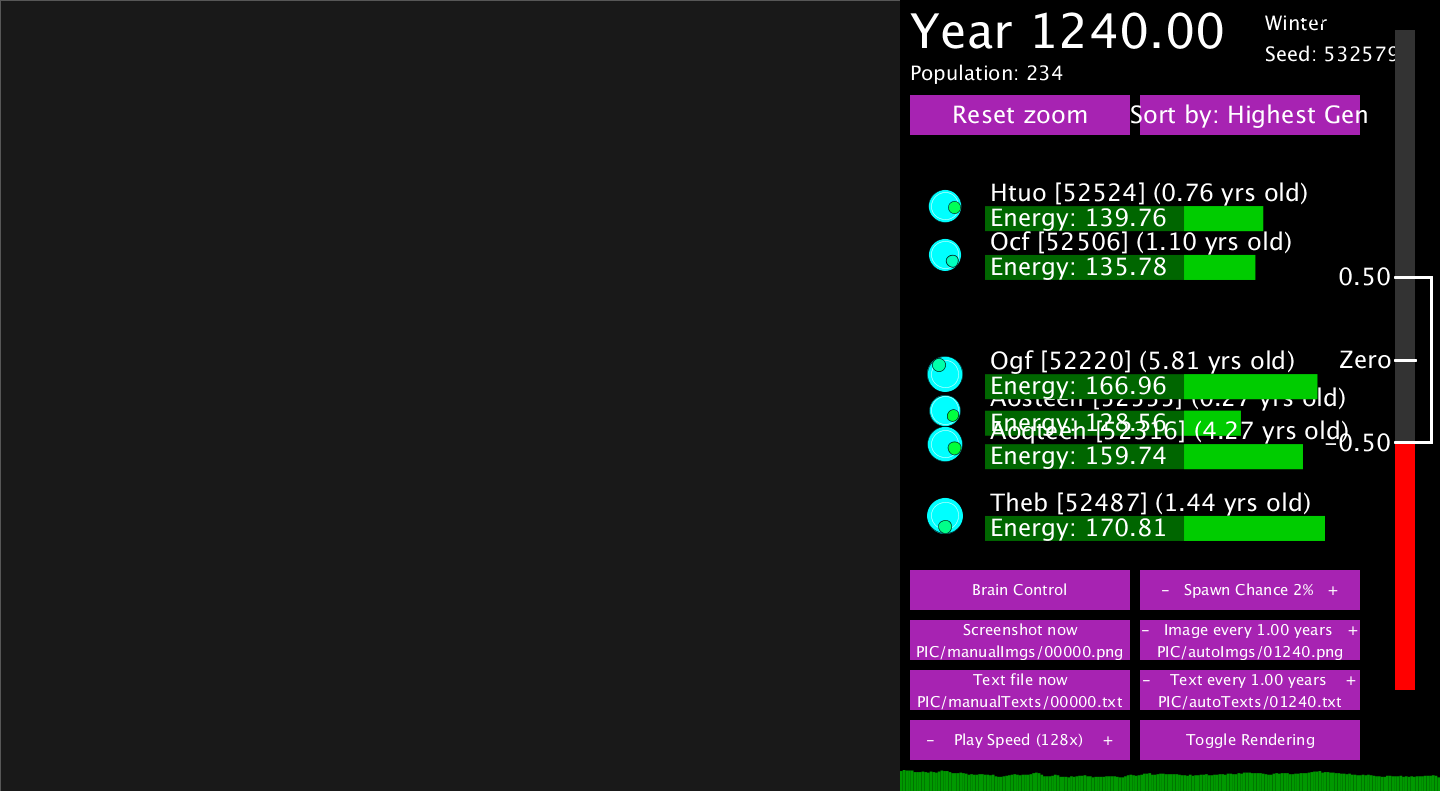 Year 1240.00
Winter
Seed: 532579
Population: 234
Reset zoom
Sort by: Highest Gen
Htuo [52524] (0.76 yrs old)
Energy: 139.76
Ocf [52506] (1.10 yrs old)
Energy: 135.78
0.50
Ogf [52220] (5.81 yrs old)
Zero
Energy: 166.96
yrs old)
Energy: 128.56
Aoqteen [52316] (4.27 yrs old)
-0.50
Energy: 159.74
Theb [52487] (1.44 yrs old)
Energy: 170.81
Brain Control
- Spawn Chance 2% +
Screenshot now
PIC/manualImgs/00000.png
- Image every 1.00 years +
PIC/autoImgs/01240.png
Text file now
PIC/manualTexts/00000.txt
- Text every 1.00 years +
PIC/autoTexts/01240.txt
- Play Speed (128x) +
Toggle Rendering